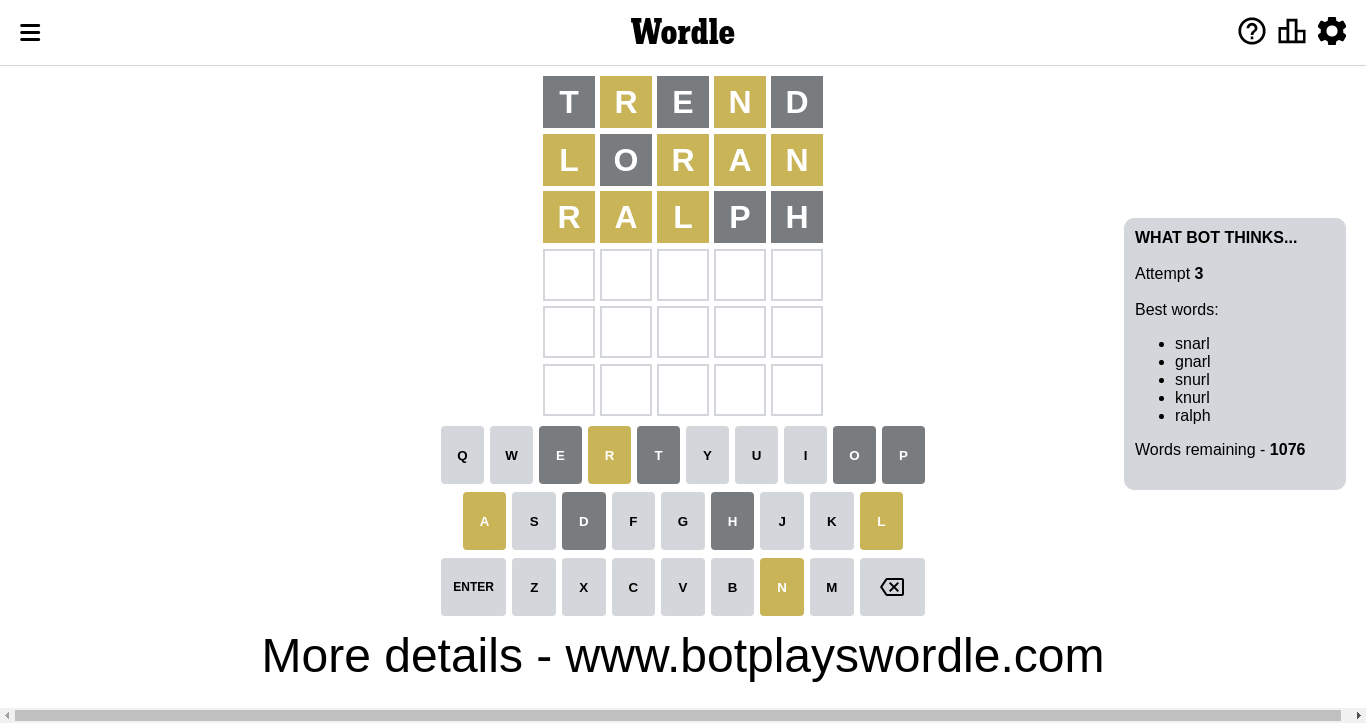 Wordle
T R E N D
L O R A N
R A L P H
WHAT BOT THINKS...
Attempt 3
Best words:
snarl
gnarl
snurl
knurl
ralph
Words remaining - 1076
Q W E R T Y U I O P
A S D F G H J K L
ENTER Z X C V B N M
More details - www.botplayswordle.com